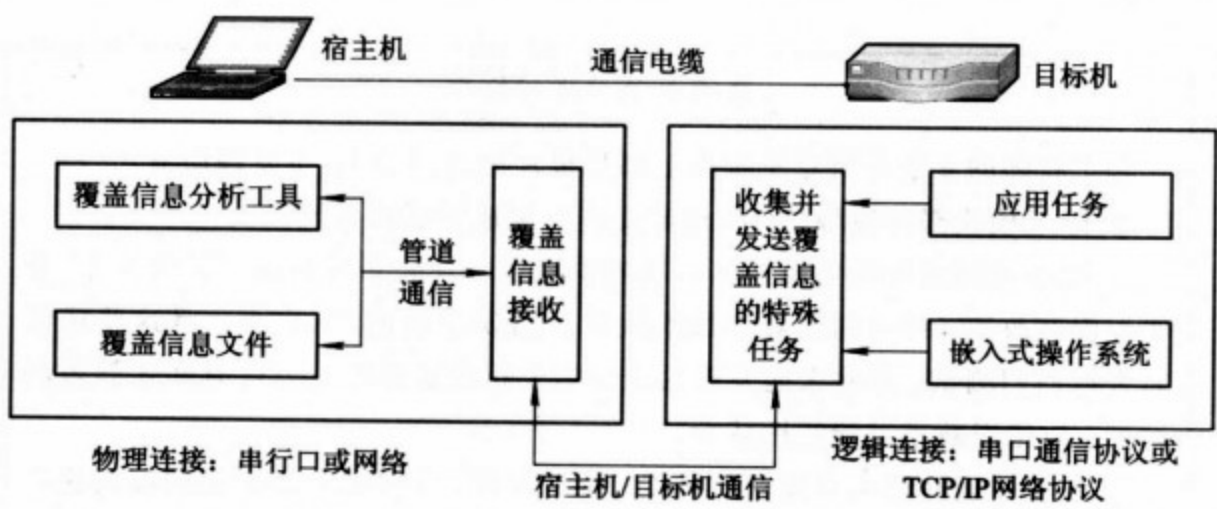 宿主机
通信电缆
目标机
覆盖信息分析工具
管道
通信
覆盖信息文件
覆盖
信息
接收
收集并
发送覆
盖信息
的特殊
任务
应用任务
嵌入式操作系统
物理连接：串行口或网络
宿主机/目标机通信
逻辑连接：串口通信协议或
TCP/IP网络协议